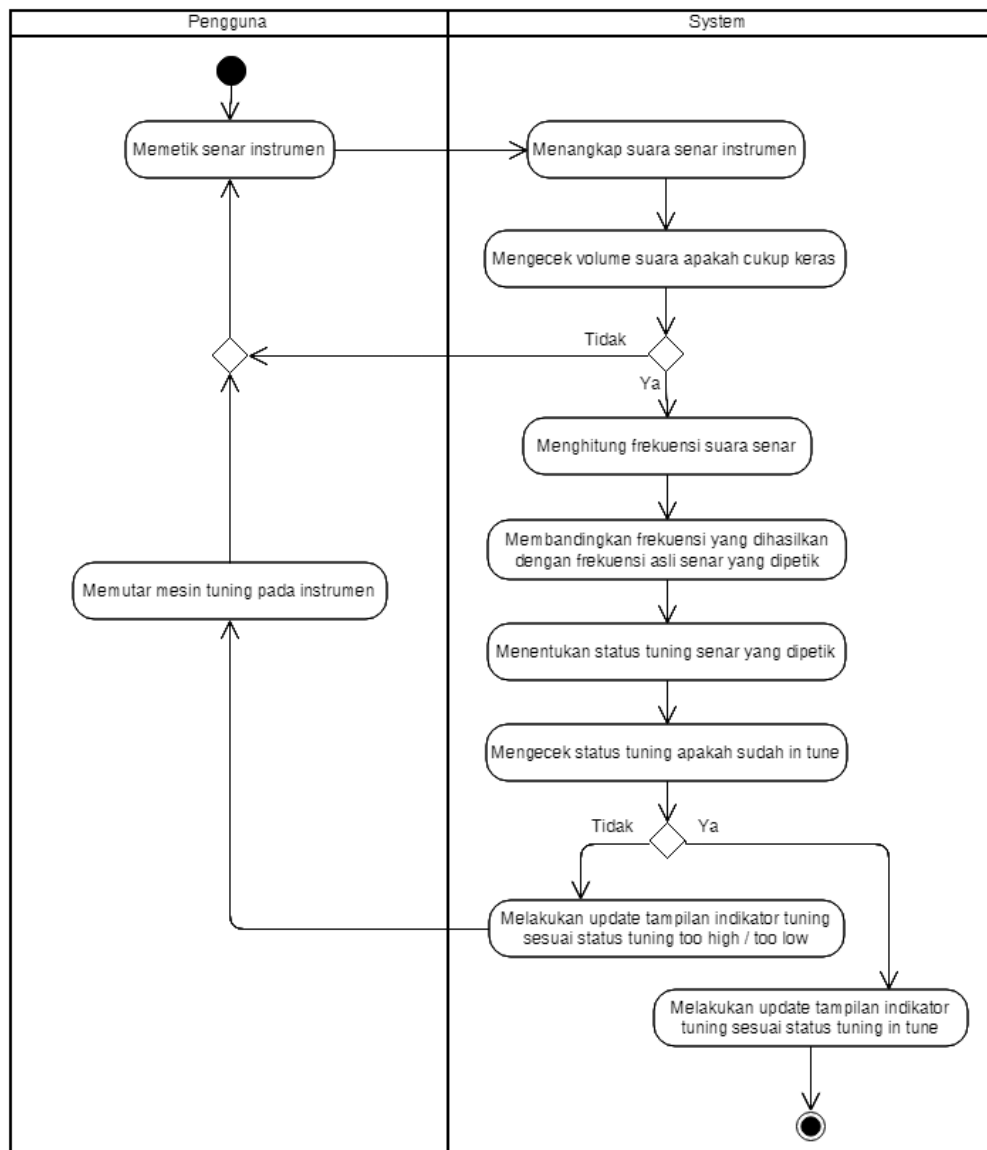 Pengguna
System
Memetik senar instrumen
Menangkap suara senar instrumen
Mengecek volume suara apakah cukup keras
Tidak
Ya
Menghitung frekuensi suara senar
Membandingkan frekuensi yang dihasilkan
dengan frekuensi asli senar yang dipetik
Memutar mesin tuning pada instrumen
Menentukan status tuning senar yang dipetik
Mengecek status tuning apakah sudah in tune
Tidak
Ya
Melakukan update tampilan indikator tuning
sesuai status tuning too high / too low
Melakukan update tampilan indikator
tuning sesuai status tuning in tune